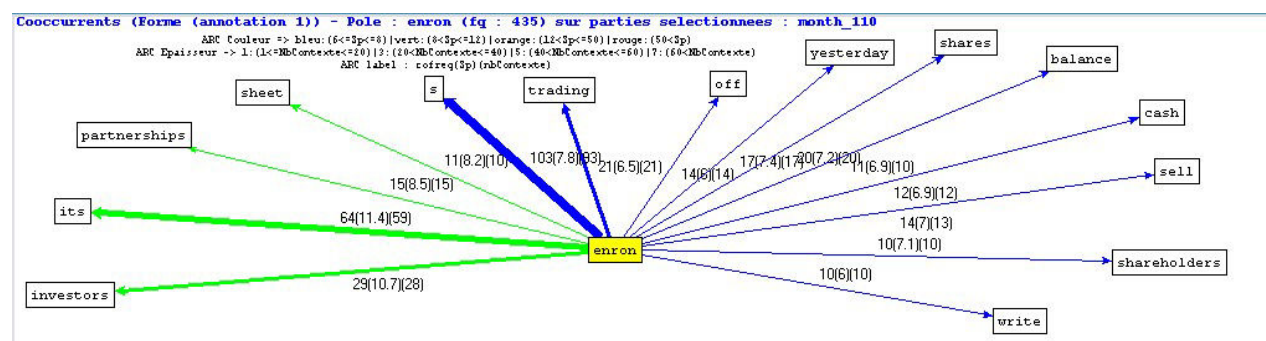 Cooccurrents (Forme (annotation 1)) - Pole : enron (fq : 435) sur parties selectionnees : month_110
ARC Couleur => bleu:(6<=Sp<=8)|vert:(8<Sp<=12)|orange:(12<Sp<=50)|rouge:(50<Sp)
ARC Epaisseur -> 1:(1<=NbContexte<=20)|3:(20<NbContexte<=40)|5:(40<NbContexte<=60)|7:(60<NbContexte)
ARC label : cofreq(Sp)(nbContexte)
shares
yesterday
balance
off
s
trading
sheet
cash
partnerships
103(7.8)(93)
11(8.2)(10)
21(6.5)(21)
14(6)(14)
17(7.4)(17)
20(7.2)(20)
11(6.9)(10)
sell
15(8.5)(15)
12(6.9)(12)
its
64(11.4)(59)
14(7)(13)
enron
10(7.1)(10)
shareholders
29(10.7)(28)
10(6)(10)
investors
write